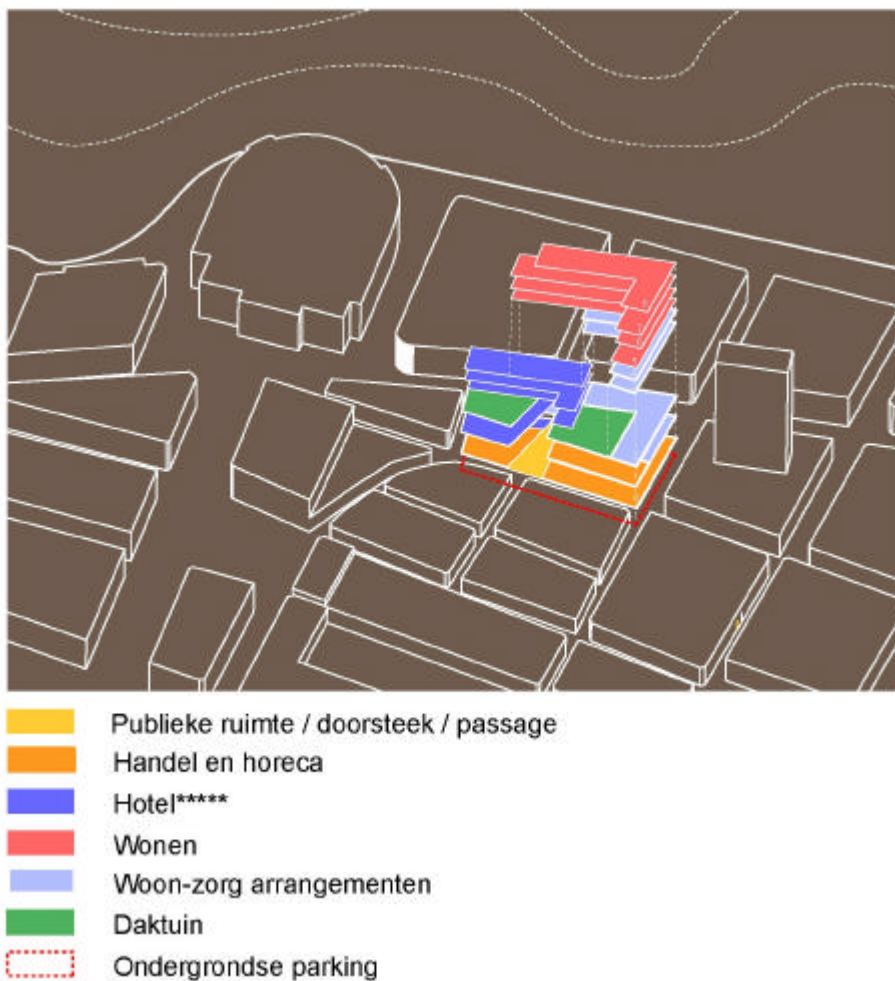 Publieke ruimte / doorsteek / passage
Handel en horeca
Hotel*****
Wonen
Woon-zorg arrangementen
Daktuin
Ondergrondse parking